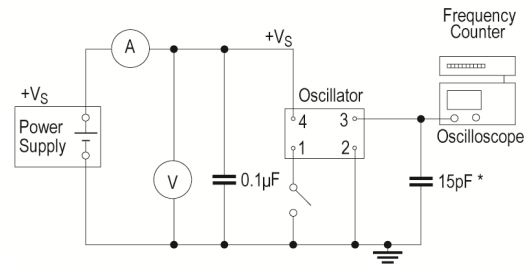 Frequency
Counter
A
+VS
+VS
Oscillator
Power
Supply
4 3
1 2
Oscilloscope
V
0.1µF
15pF *